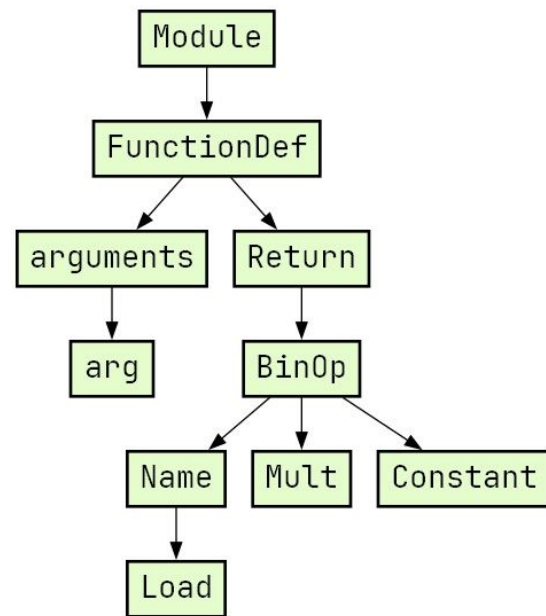 Module
FunctionDef
arguments Return
arg BinOp
Name Mult Constant
Load